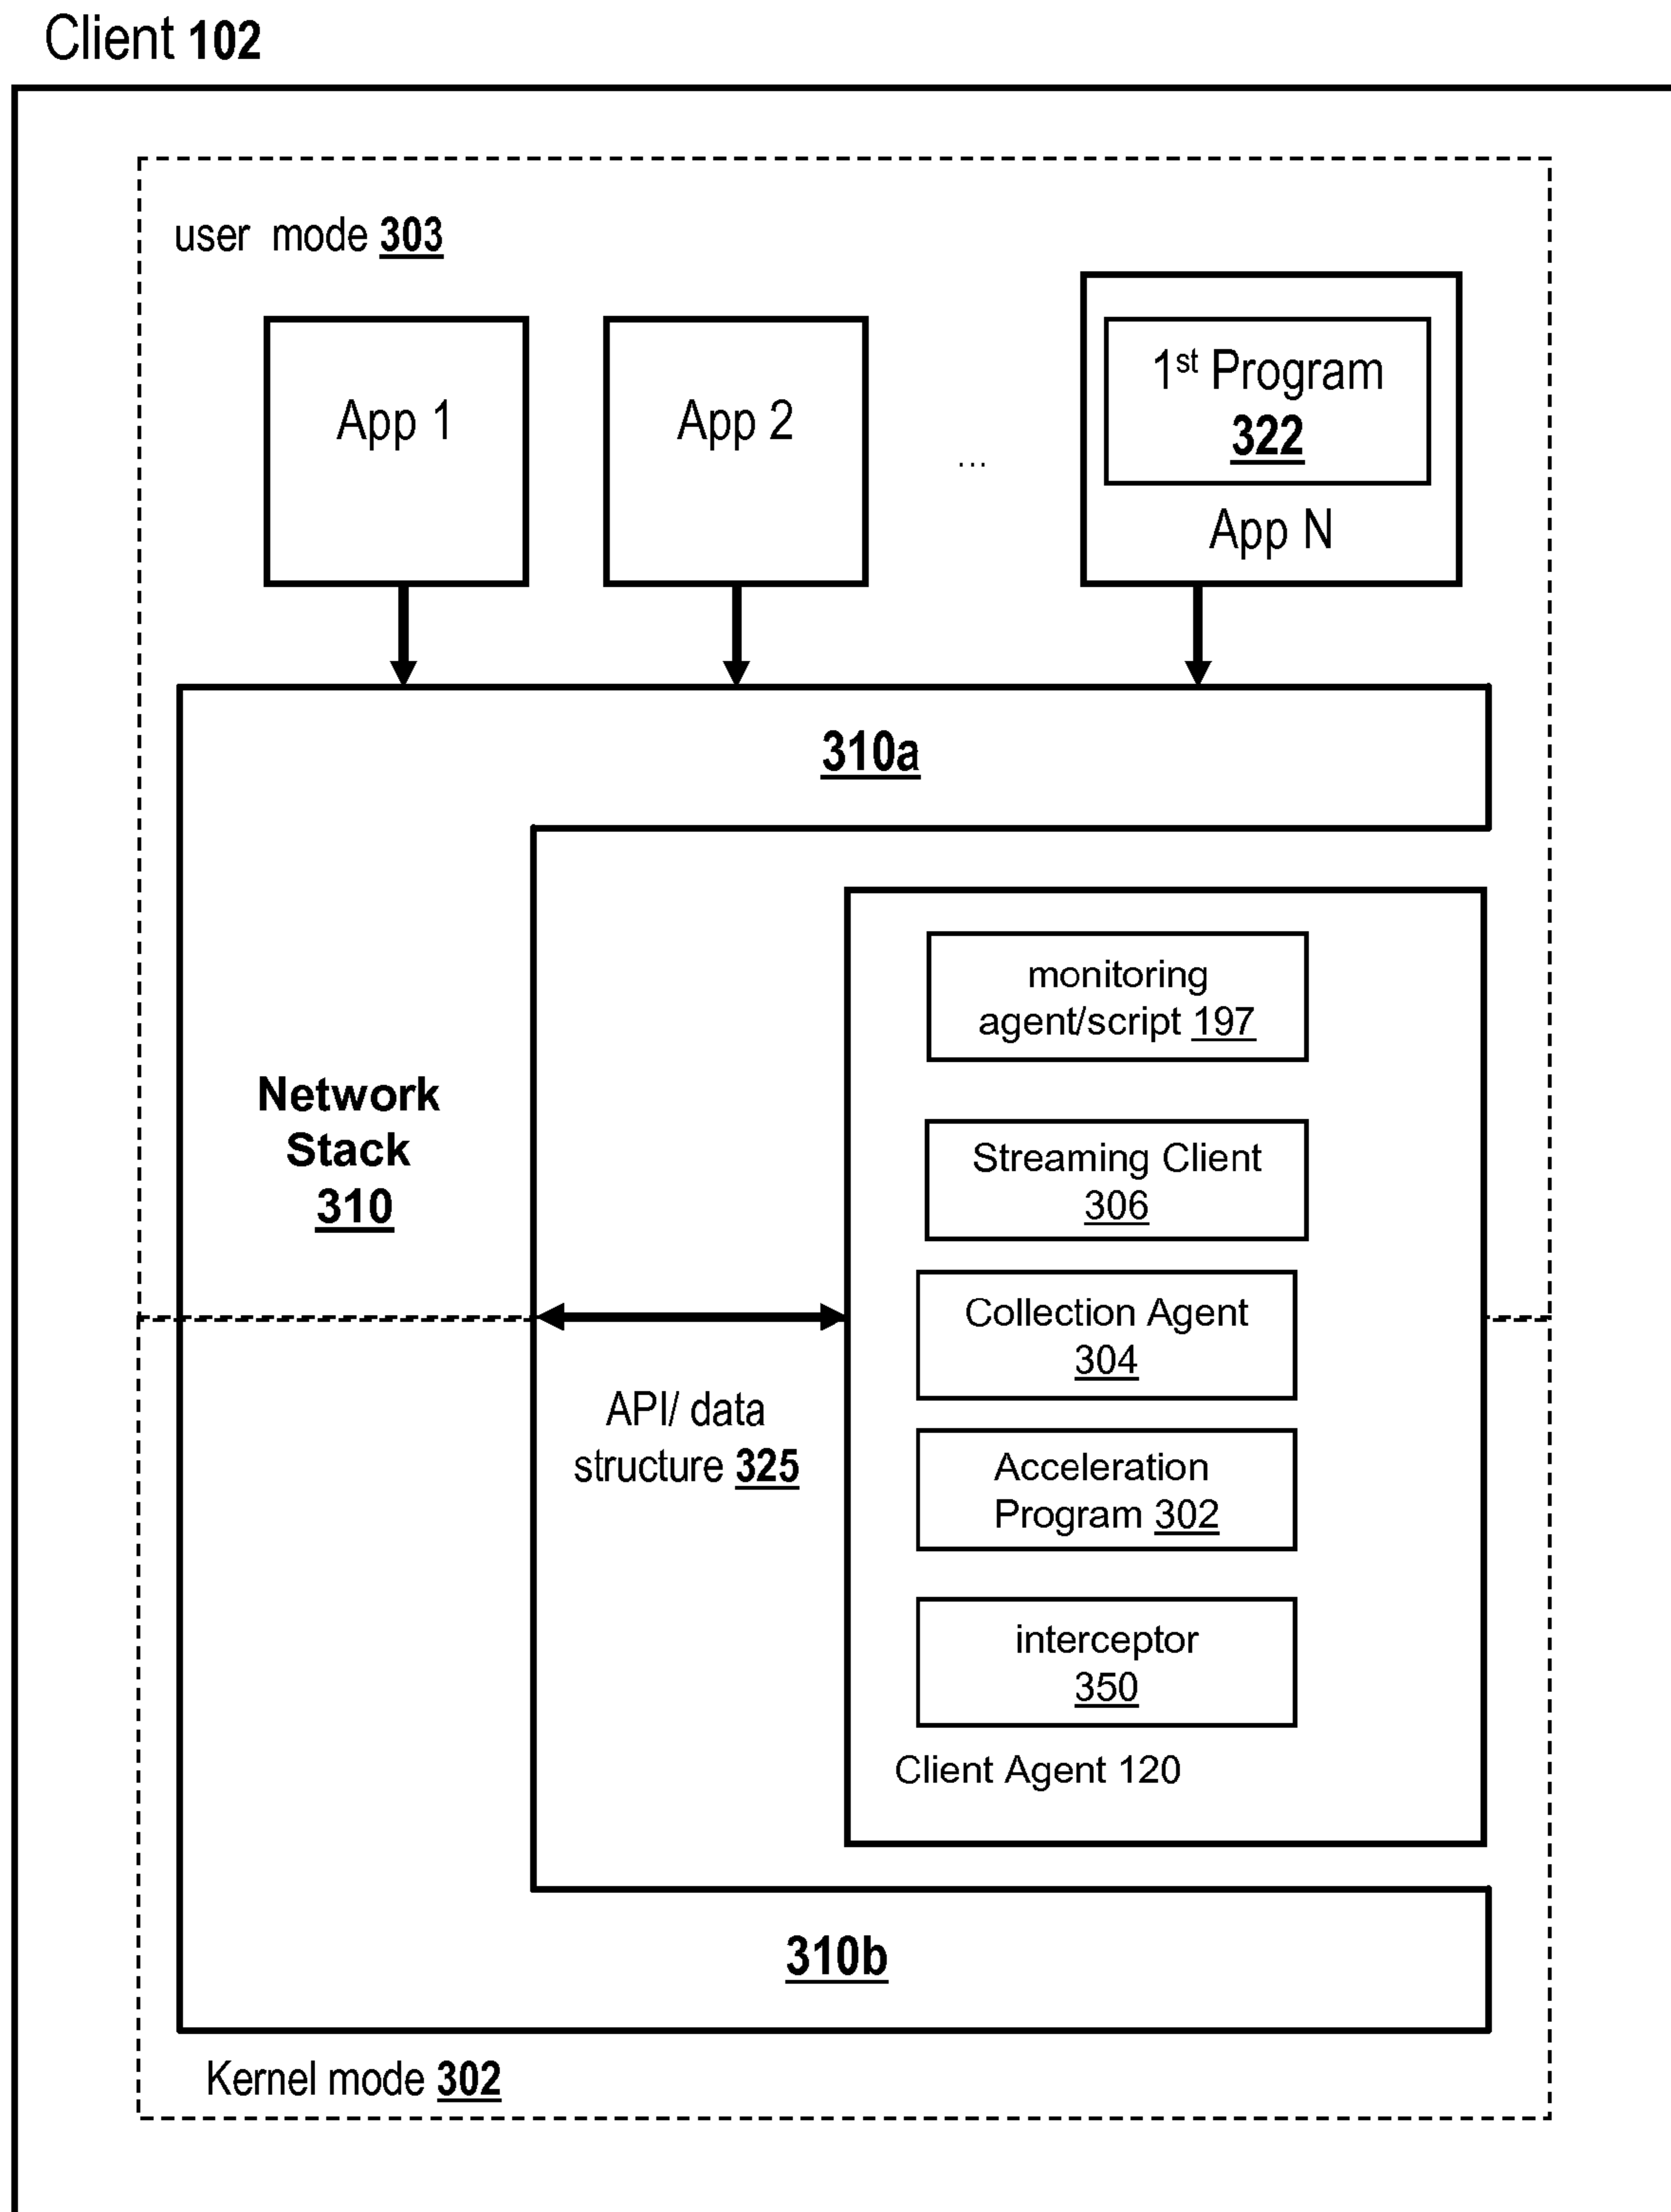 Client 102
user mode 303
App 1
App 2
...
1st Program
322
App N
310a
monitoring
agent/script 197
Streaming Client
306
Network
Stack
310
Collection Agent
304
API/ data
structure 325
Acceleration
Program 302
interceptor
350
Client Agent 120
310b
Kernel mode 302